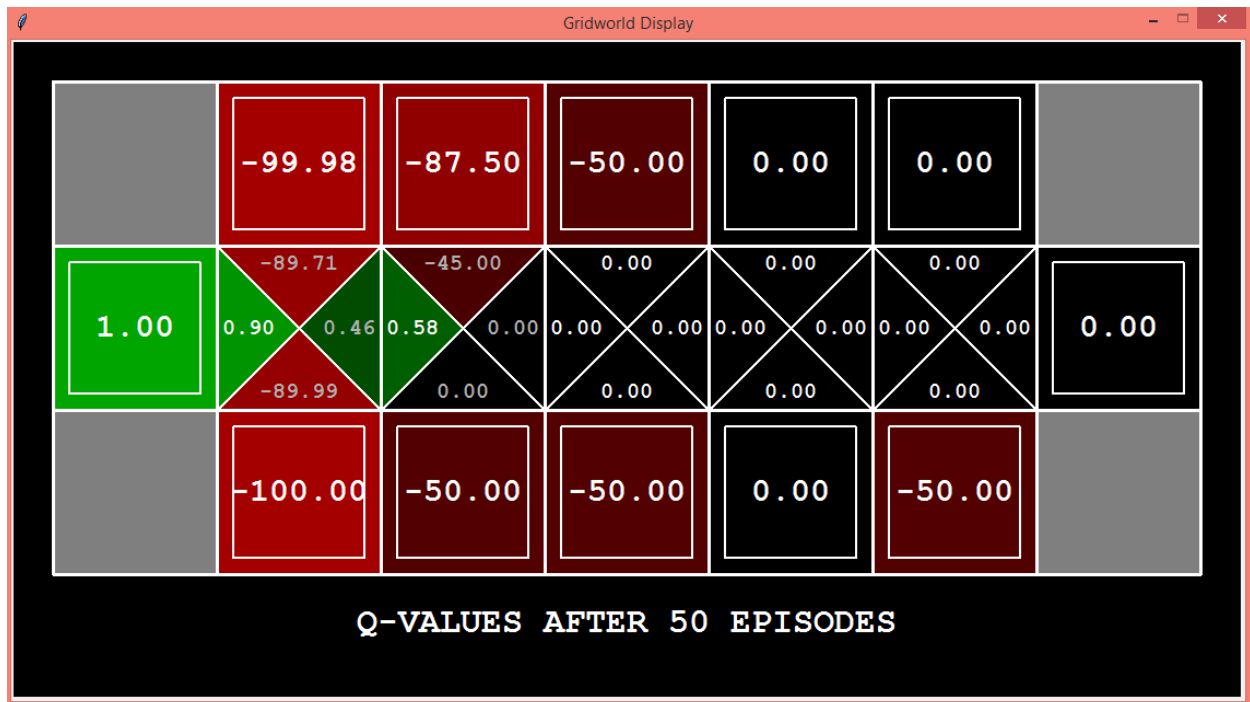 Gridworld Display
-99.98 -87.50 -50.00 0.00 0.00
-89.71 -45.00 0.00 0.00 0.00
1.00 0.90 0.46 0.58 0.00 0.00 0.00 0.00 0.00 0.00 0.00 0.00
-89.99 0.00 0.00 0.00 0.00
-100.00 -50.00 -50.00 0.00 -50.00
Q-VALUES AFTER 50 EPISODES